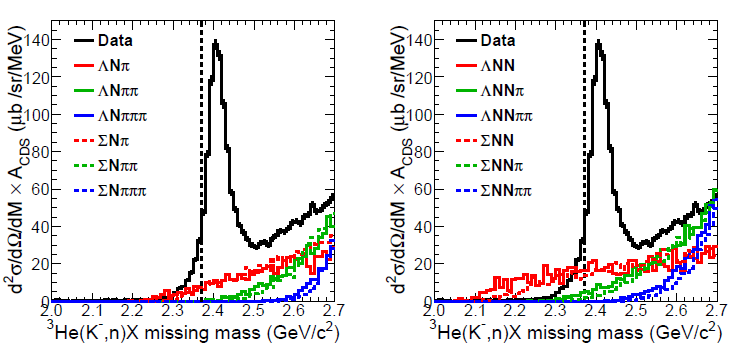 d²σ/dΩ/dM × A_CDS (μb /sr/MeV)
140
120
100
80
60
40
20
0
Data
ΛNπ
ΛNππ
ΛNπππ
ΣNπ
ΣNππ
ΣNπππ
2.0 2.1 2.2 2.3 2.4 2.5 2.6 2.7
³He(K⁻,n)X missing mass (GeV/c²)
d²σ/dΩ/dM × A_CDS (μb /sr/MeV)
140
120
100
80
60
40
20
0
Data
ΛNN
ΛNNπ
ΛNNππ
ΣNN
ΣNNπ
ΣNNππ
2.0 2.1 2.2 2.3 2.4 2.5 2.6 2.7
³He(K⁻,n)X missing mass (GeV/c²)